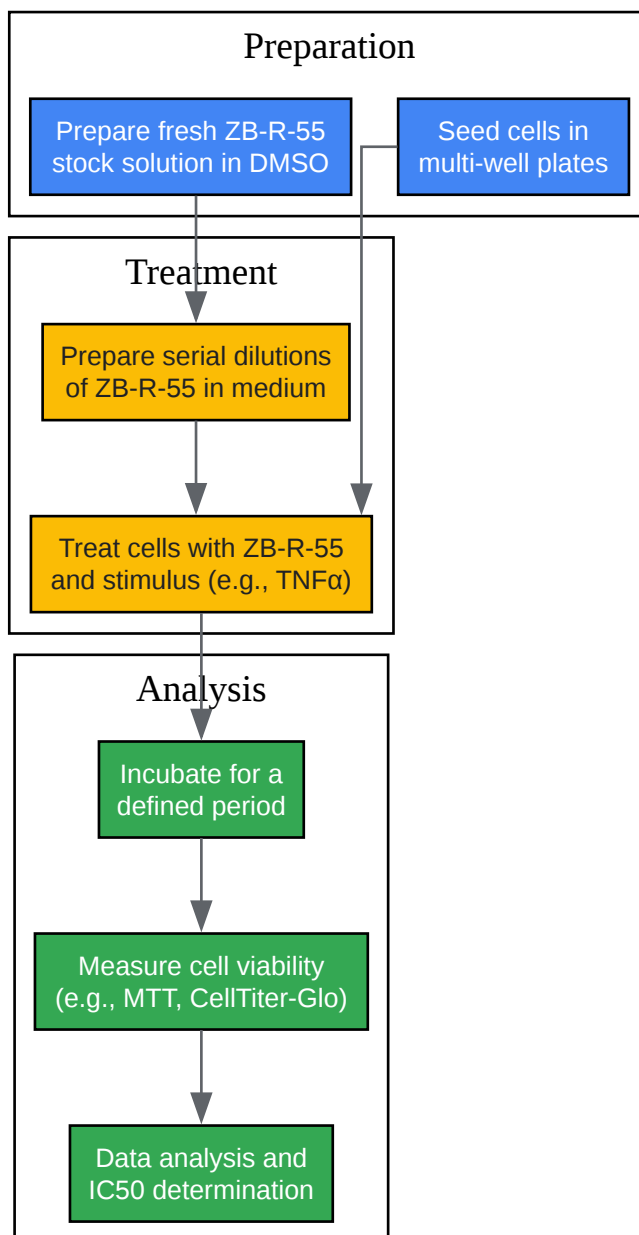 Preparation
Prepare fresh ZB-R-55
stock solution in DMSO
Seed cells in
multi-well plates
Treatment
Prepare serial dilutions
of ZB-R-55 in medium
Treat cells with ZB-R-55
and stimulus (e.g., TNFα)
Analysis
Incubate for a
defined period
Measure cell viability
(e.g., MTT, CellTiter-Glo)
Data analysis and
IC50 determination